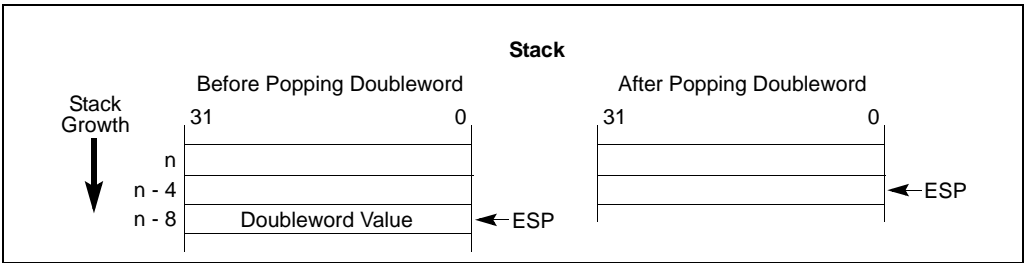 Stack
Before Popping Doubleword
After Popping Doubleword
Stack
Growth
31 0
31 0
n
n - 4
ESP
n - 8 Doubleword Value ESP